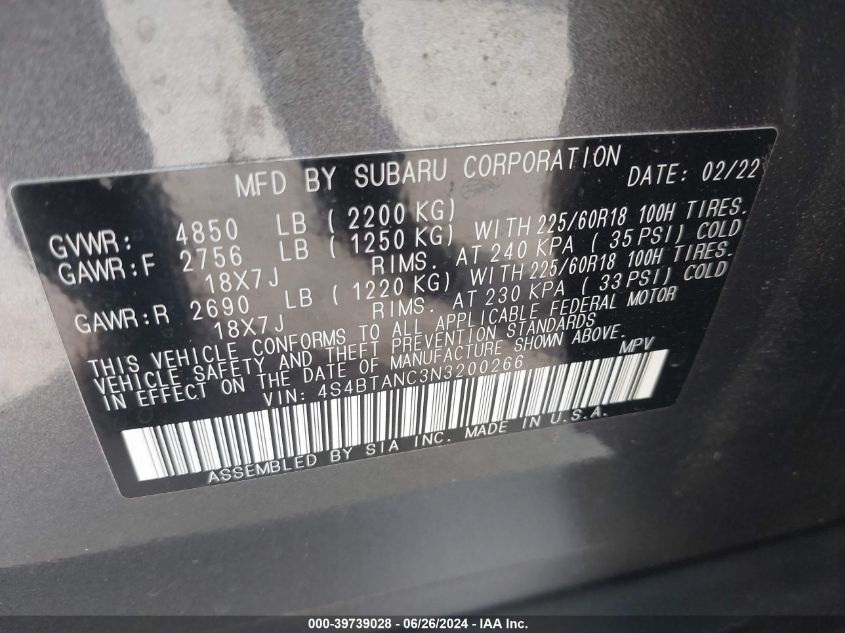 MFD BY SUBARU CORPORATION DATE: 02/22
GVWR: 4850 LB ( 2200 KG)
GAWR:F 2756 LB ( 1250 KG) WITH 225/60R18 100H TIRES.
18X7J RIMS. AT 240 KPA ( 35 PSI) COLD
GAWR:R 2690 LB ( 1220 KG) WITH 225/60R18 100H TIRES.
18X7J RIMS. AT 230 KPA ( 33 PSI) COLD
THIS VEHICLE CONFORMS TO ALL APPLICABLE FEDERAL MOTOR
VEHICLE SAFETY AND THEFT PREVENTION STANDARDS
IN EFFECT ON THE DATE OF MANUFACTURE SHOWN ABOVE.
VIN: 4S4BTANC3N3200266 MPV
ASSEMBLED BY SIA INC. MADE IN U.S.A.
000-39739028 - 06/26/2024 - IAA Inc.